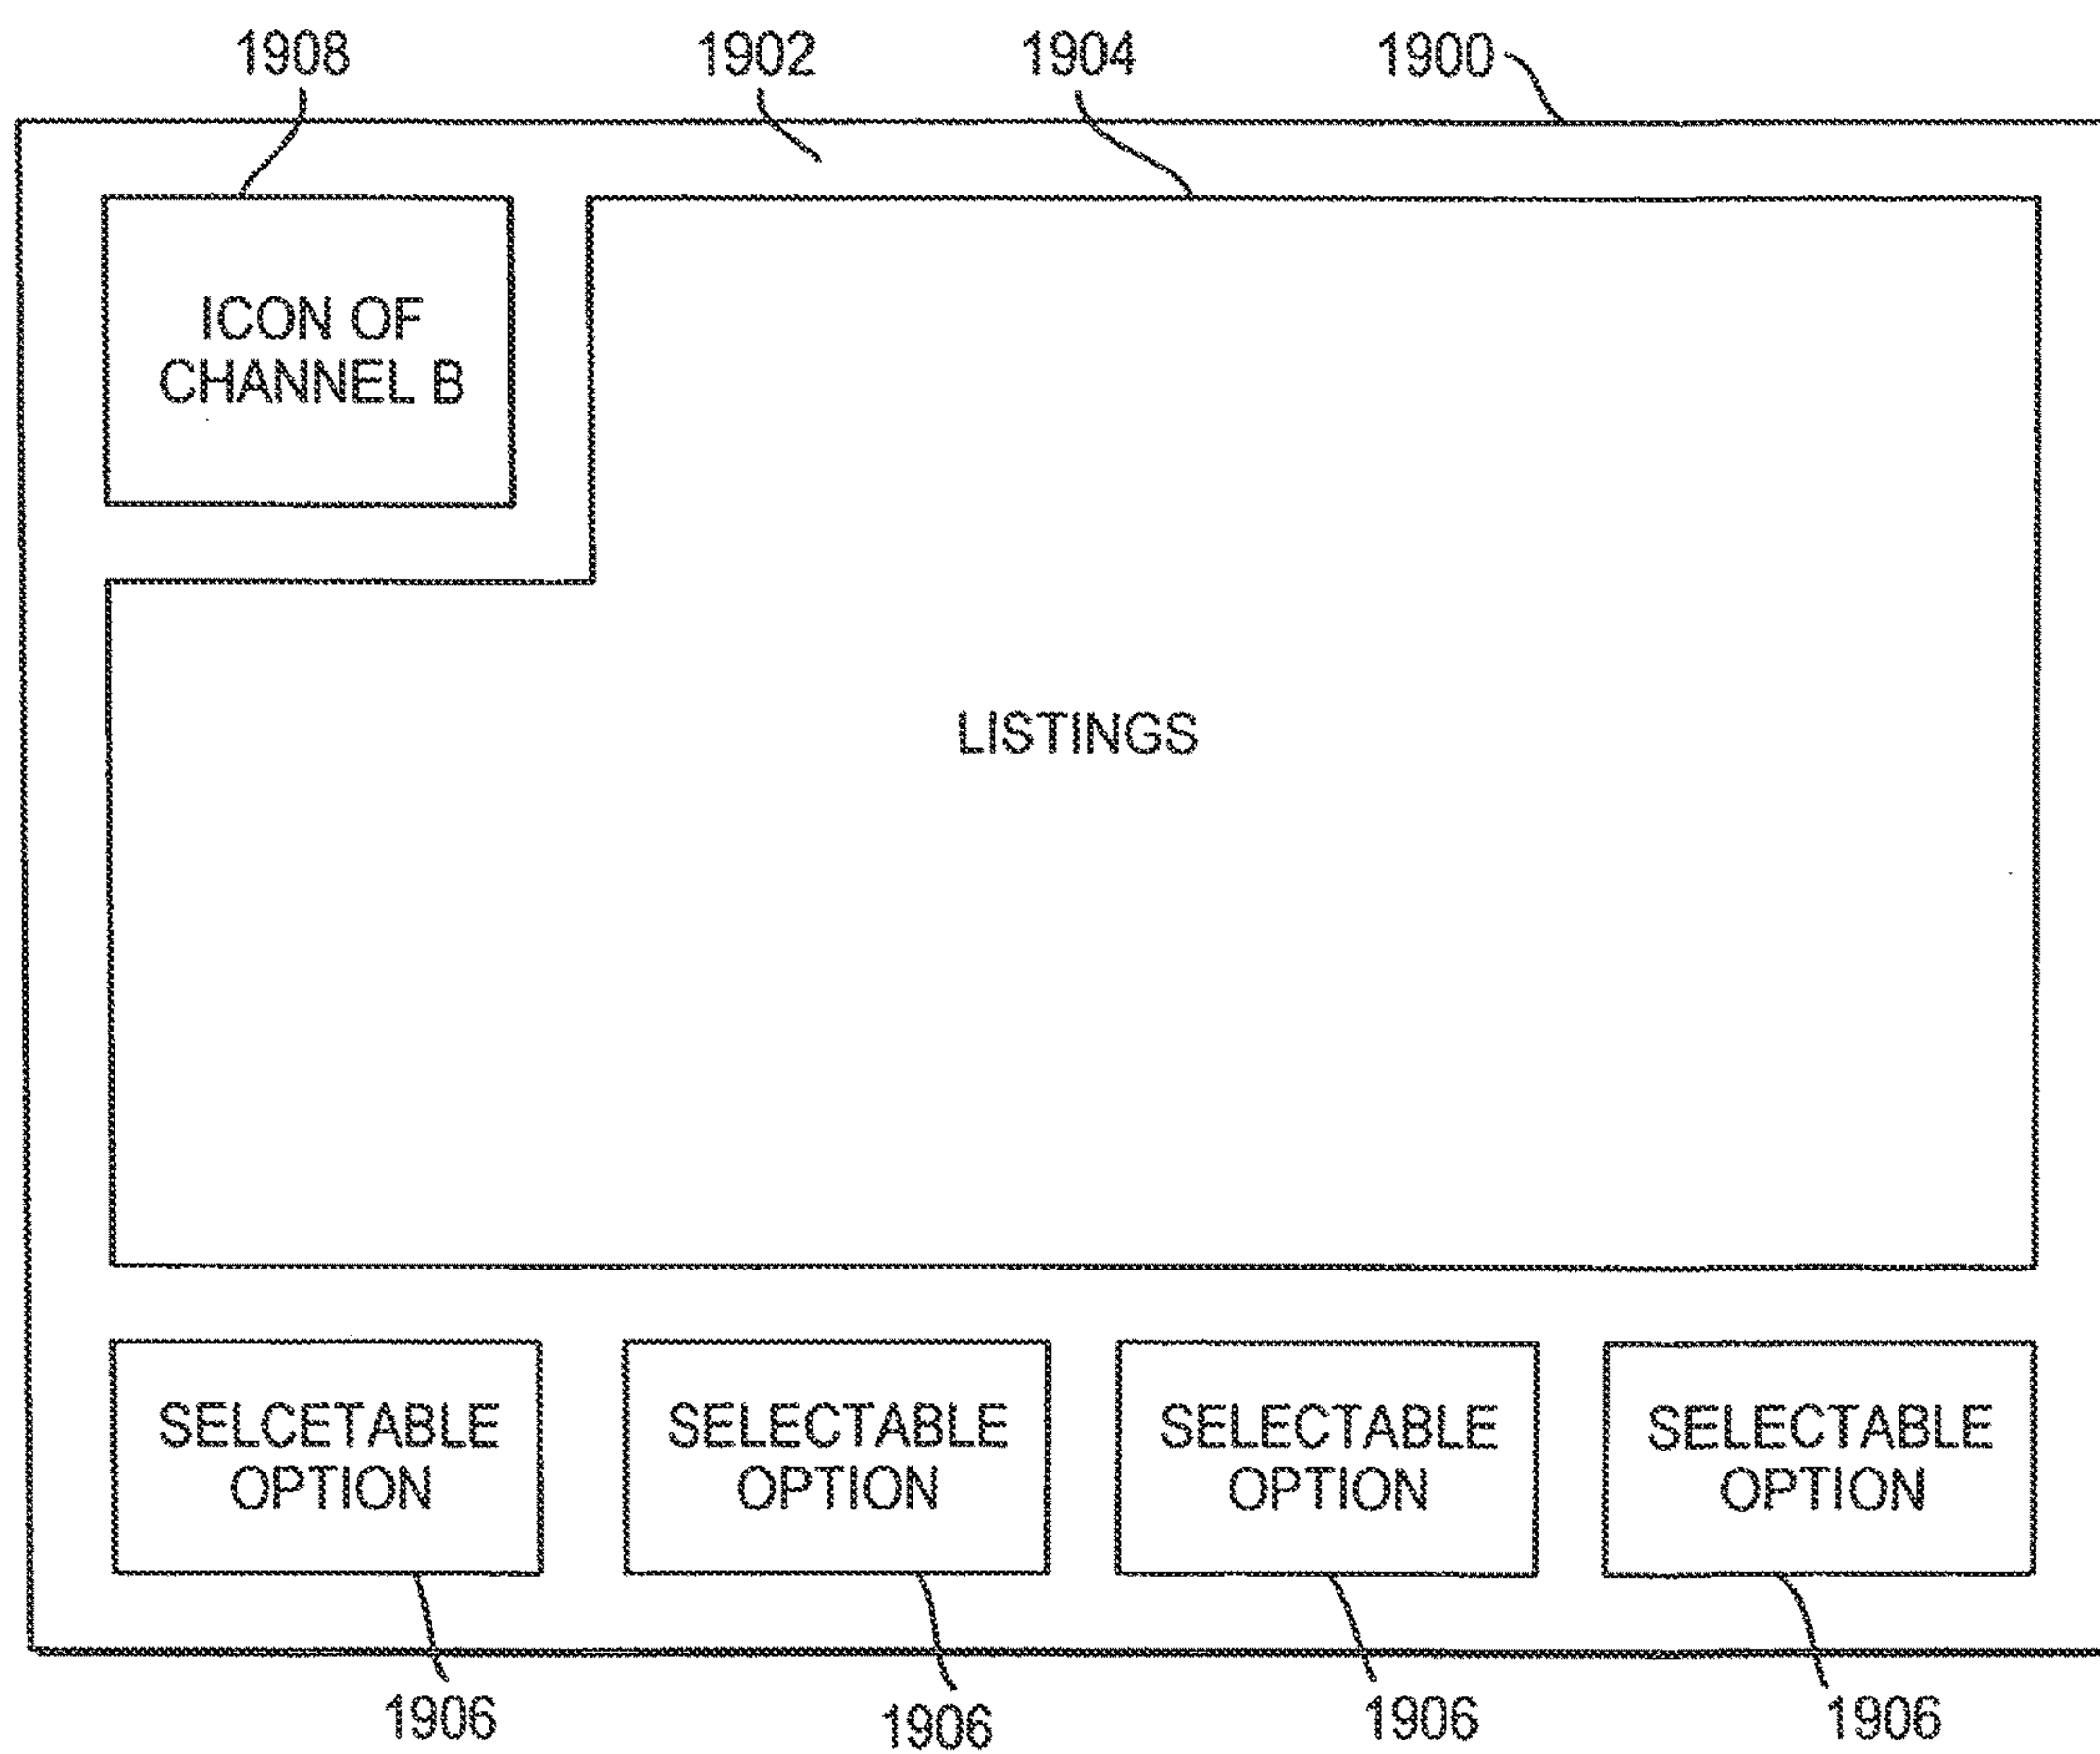 1908 1902 1904 1900
ICON OF
CHANNEL B
LISTINGS
SELCETABLE
OPTION
SELECTABLE
OPTION
SELECTABLE
OPTION
SELECTABLE
OPTION
1906 1906 1906 1906